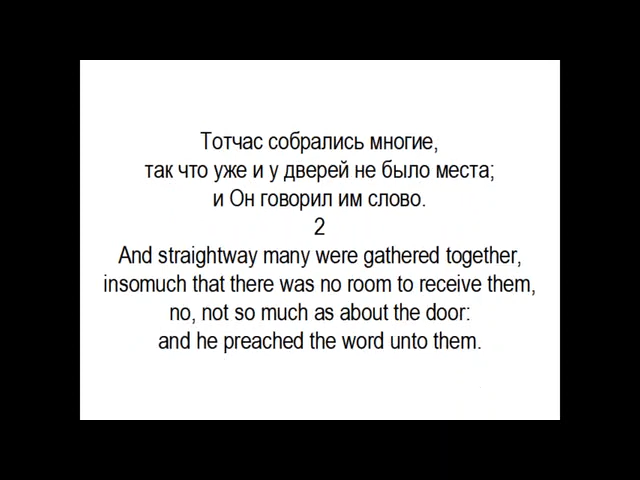 Тотчас собрались многие,
так что уже и у дверей не было места;
и Он говорил им слово.
2
And straightway many were gathered together,
insomuch that there was no room to receive them,
no, not so much as about the door:
and he preached the word unto them.